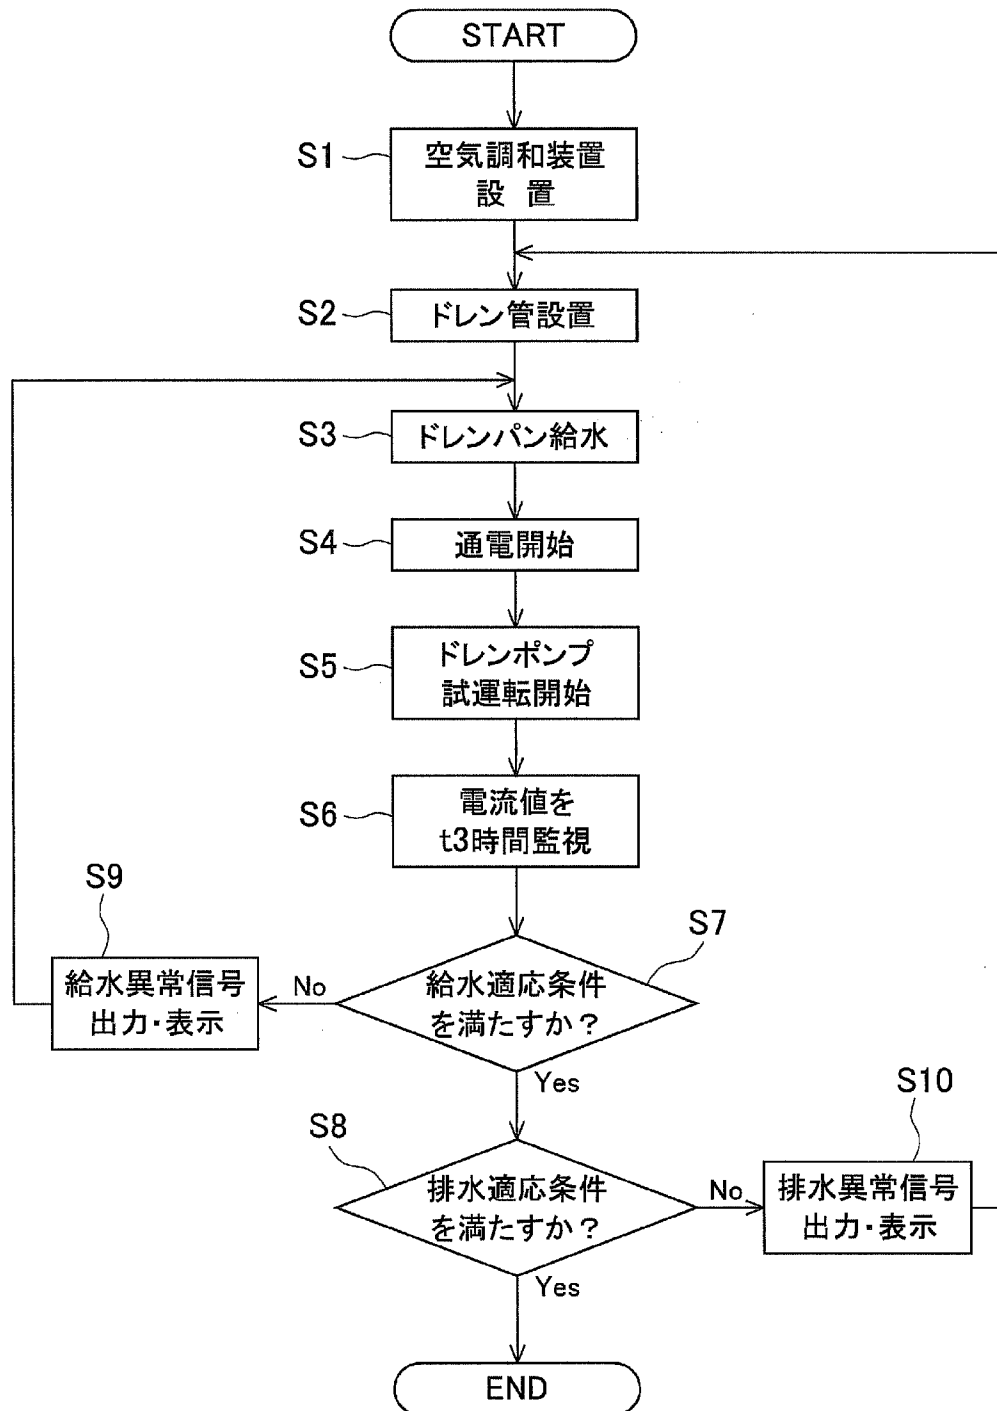 START
S1
空気調和装置
設 置
S2
ドレン管設置
S3
ドレンパン給水
S4
通電開始
S5
ドレンポンプ
試運転開始
S6
電流値を
t3時間監視
S9
給水異常信号
出力・表示
No
S7
給水適応条件
を満たすか?
Yes
S8
排水適応条件
を満たすか?
No
S10
排水異常信号
出力・表示
Yes
END